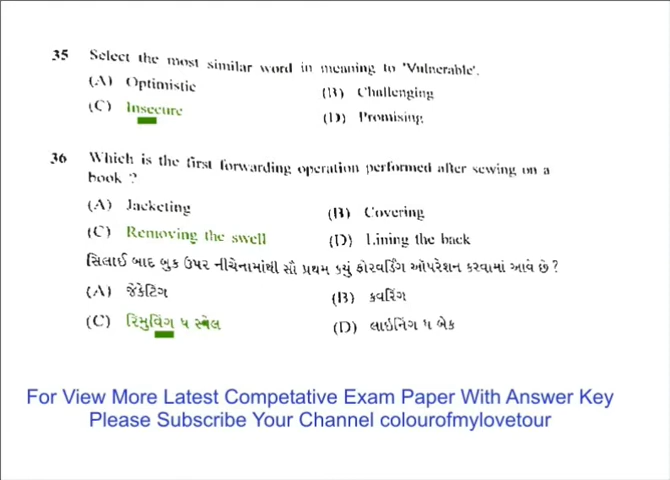 35 Select the most similar word in meaning to 'Vulnerable'.
(A) Optimistic (B) Challenging
(C) Insecure (D) Promising
36 Which is the first forwarding operation performed after sewing on a
book ?
(A) Jacketing (B) Covering
(C) Removing the swell (D) Lining the back
સિલાઈ બાદ બુક ઉપર નીચેનામાંથી સૌ પ્રથમ કયું ફોરવર્ડિંગ ઑપરેશન કરવામાં આવે છે ?
(A) જૅકેટિંગ (B) કવરિંગ
(C) રિમુવિંગ ધ સ્વેલ (D) લાઇનિંગ ધ બેક
For View More Latest Competative Exam Paper With Answer Key
Please Subscribe Your Channel colourofmylovetour